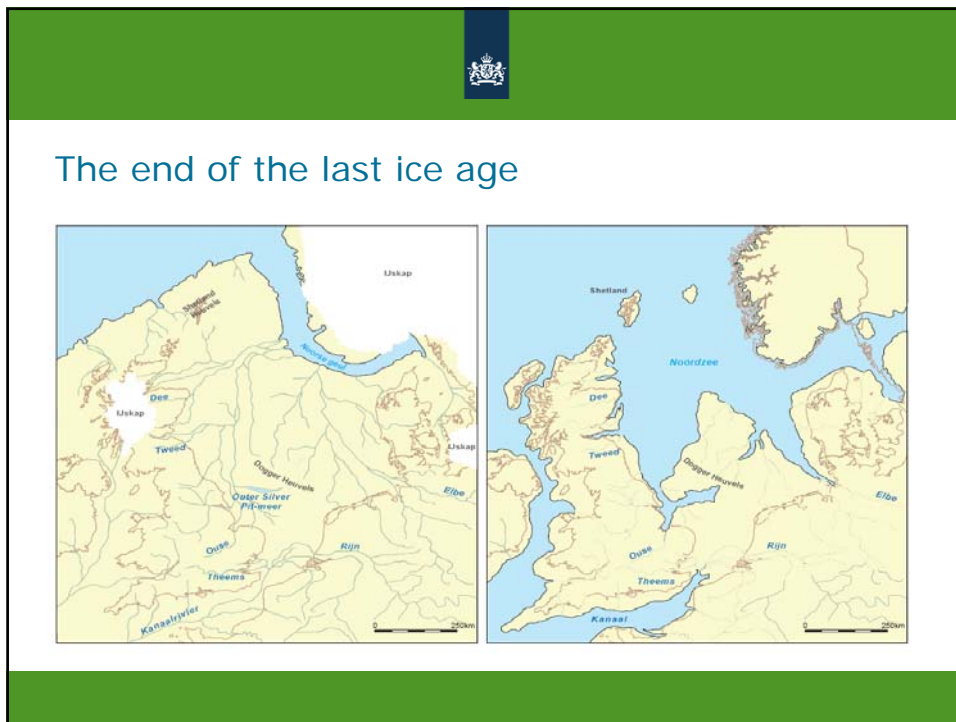 The end of the last ice age
IJskap
Shetland
Heuvels
Noorse geul
IJskap
Dee
IJskap
Tweed
Dogger Heuvels
Elbe
Outer Silver
Pit-meer
Ouse
Rijn
Theems
Kanaalrivier
0 250km
Shetland
Noordzee
Dee
Tweed
Dogger Heuvels
Elbe
Ouse
Rijn
Theems
Kanaal
0 250km